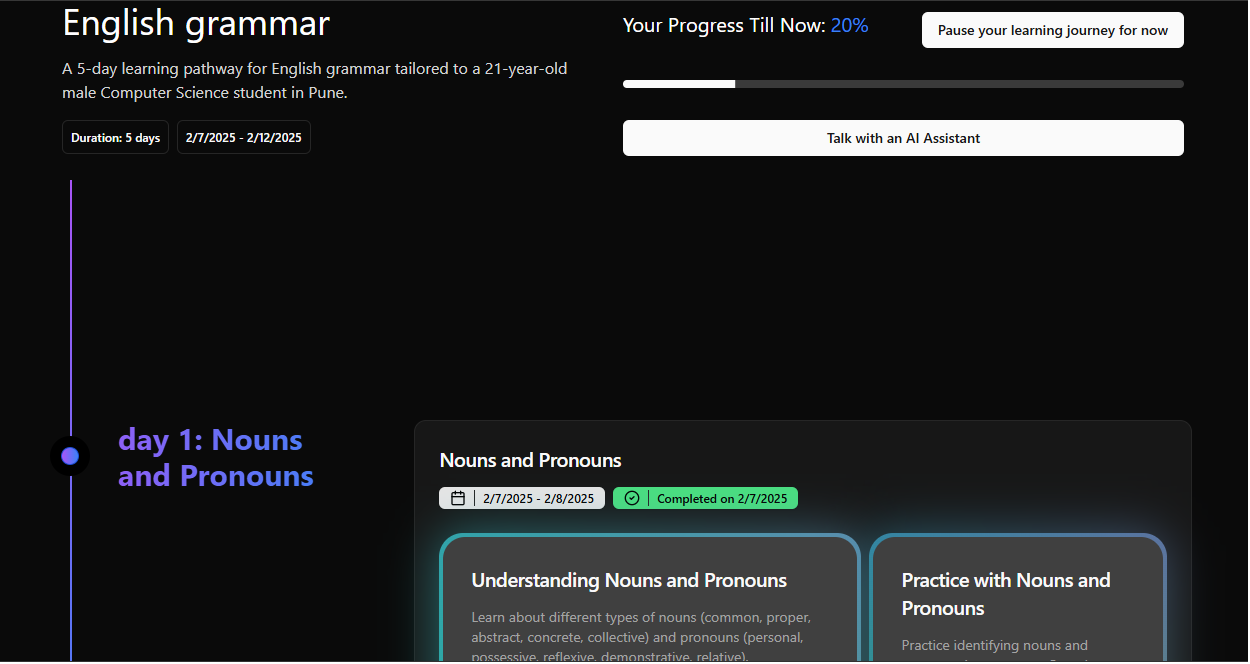 English grammar
A 5-day learning pathway for English grammar tailored to a 21-year-old
male Computer Science student in Pune.
Duration: 5 days
2/7/2025 - 2/12/2025
Your Progress Till Now: 20%
Pause your learning journey for now
Talk with an AI Assistant
day 1: Nouns
and Pronouns
Nouns and Pronouns
2/7/2025 - 2/8/2025
Completed on 2/7/2025
Understanding Nouns and Pronouns
Learn about different types of nouns (common, proper,
abstract, concrete, collective) and pronouns (personal,
possessive, reflexive, demonstrative, relative).
Practice with Nouns and
Pronouns
Practice identifying nouns and